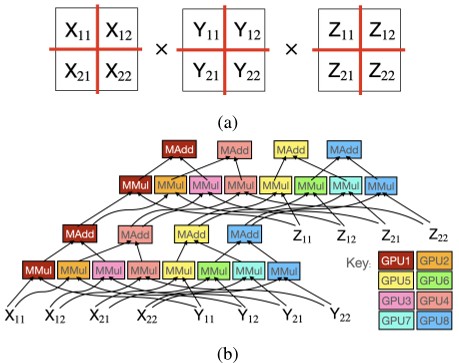 X11 X12 × Y11 Y12 × Z11 Z12
X21 X22 Y21 Y22 Z21 Z22
(a)
MAdd MAdd MAdd MAdd
MMul MMul MMul MMul MMul MMul MMul MMul
MAdd MAdd MAdd MAdd Z11 Z12 Z21 Z22
MMul MMul MMul MMul MMul MMul MMul MMul
X11 X12 X21 X22 Y11 Y12 Y21 Y22
Key: GPU1 GPU2
GPU5 GPU6
GPU3 GPU4
GPU7 GPU8
(b)